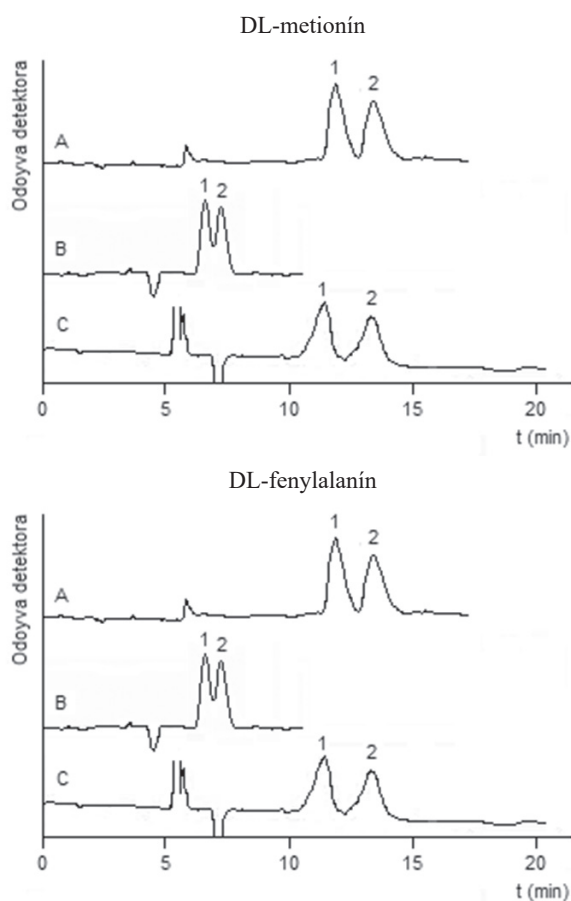 DL-metionín
Odoyva detektora
1
2
A
1 2
B
1
2
C
0 5 10 15 20
t (min)
DL-fenylalanín
Odoyva detektora
1
2
A
1 2
B
1
2
C
0 5 10 15 20
t (min)